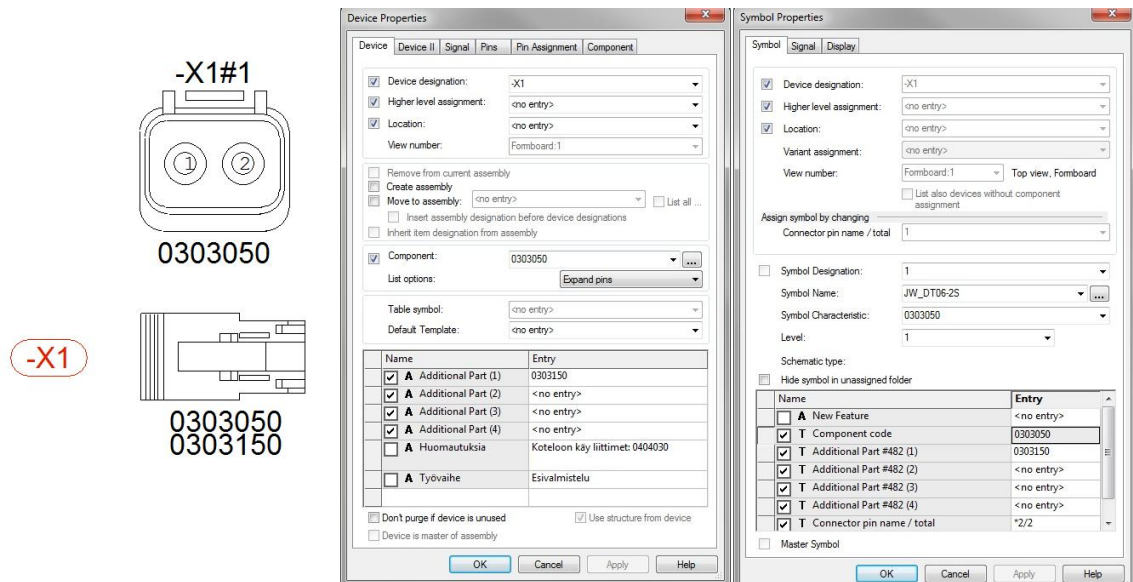 -X1#1
1 2
0303050
-X1
0303050
0303150
Device Properties
Device Device II Signal Pins Pin Assignment Component
Device designation: -X1
Higher level assignment: <no entry>
Location: <no entry>
View number: Formboard:1
Remove from current assembly
Create assembly
Move to assembly: <no entry> List all ...
Insert assembly designation before device designations
Inherit item designation from assembly
Component: 0303050 ...
List options: Expand pins
Table symbol: <no entry>
Default Template: <no entry>
Name Entry
A Additional Part (1) 0303150
A Additional Part (2) <no entry>
A Additional Part (3) <no entry>
A Additional Part (4) <no entry>
A Huomautuksia Koteloon käy liittimet: 0404030
A Työvaihe Esivalmistelu
Don't purge if device is unused Use structure from device
Device is master of assembly
OK Cancel Apply Help
Symbol Properties
Symbol Signal Display
Device designation: -X1
Higher level assignment: <no entry>
Location: <no entry>
Variant assignment: <no entry>
View number: Formboard:1 Top view, Formboard
List also devices without component
assignment
Assign symbol by changing
Connector pin name / total 1
Symbol Designation: 1
Symbol Name: JW_DT06-2S ...
Symbol Characteristic: 0303050
Level: 1
Schematic type:
Hide symbol in unassigned folder
Name Entry
A New Feature <no entry>
T Component code 0303050
T Additional Part #482 (1) 0303150
T Additional Part #482 (2) <no entry>
T Additional Part #482 (3) <no entry>
T Additional Part #482 (4) <no entry>
T Connector pin name / total *2/2
Master Symbol
OK Cancel Apply Help